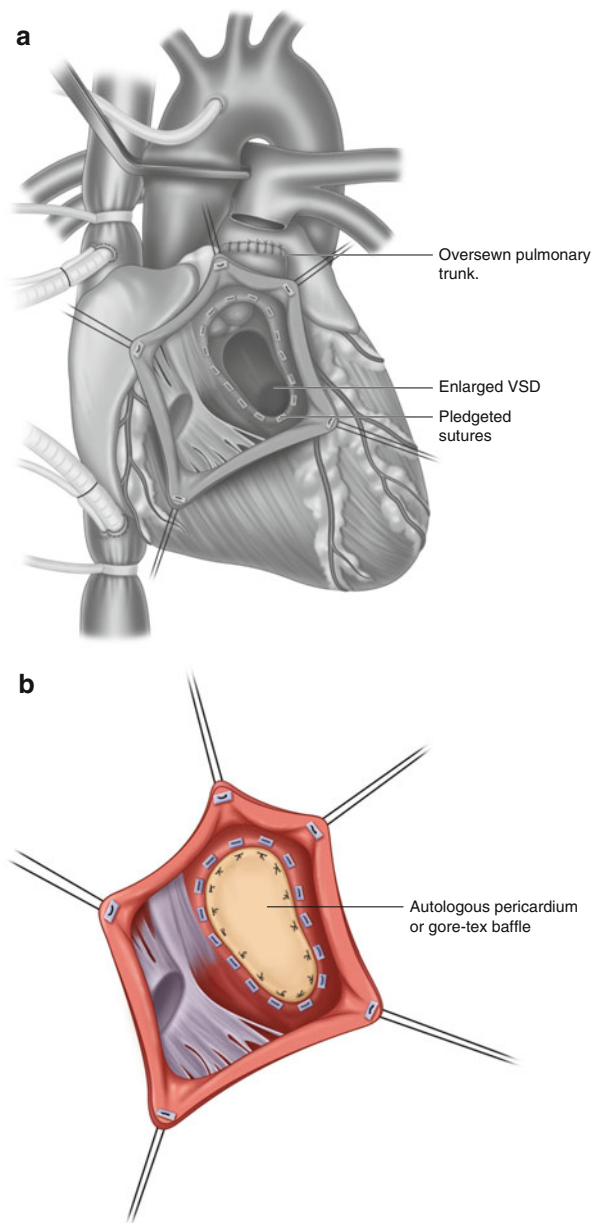 a
Oversewn pulmonary
trunk.
Enlarged VSD
Pledgeted
sutures
b
Autologous pericardium
or gore-tex baffle